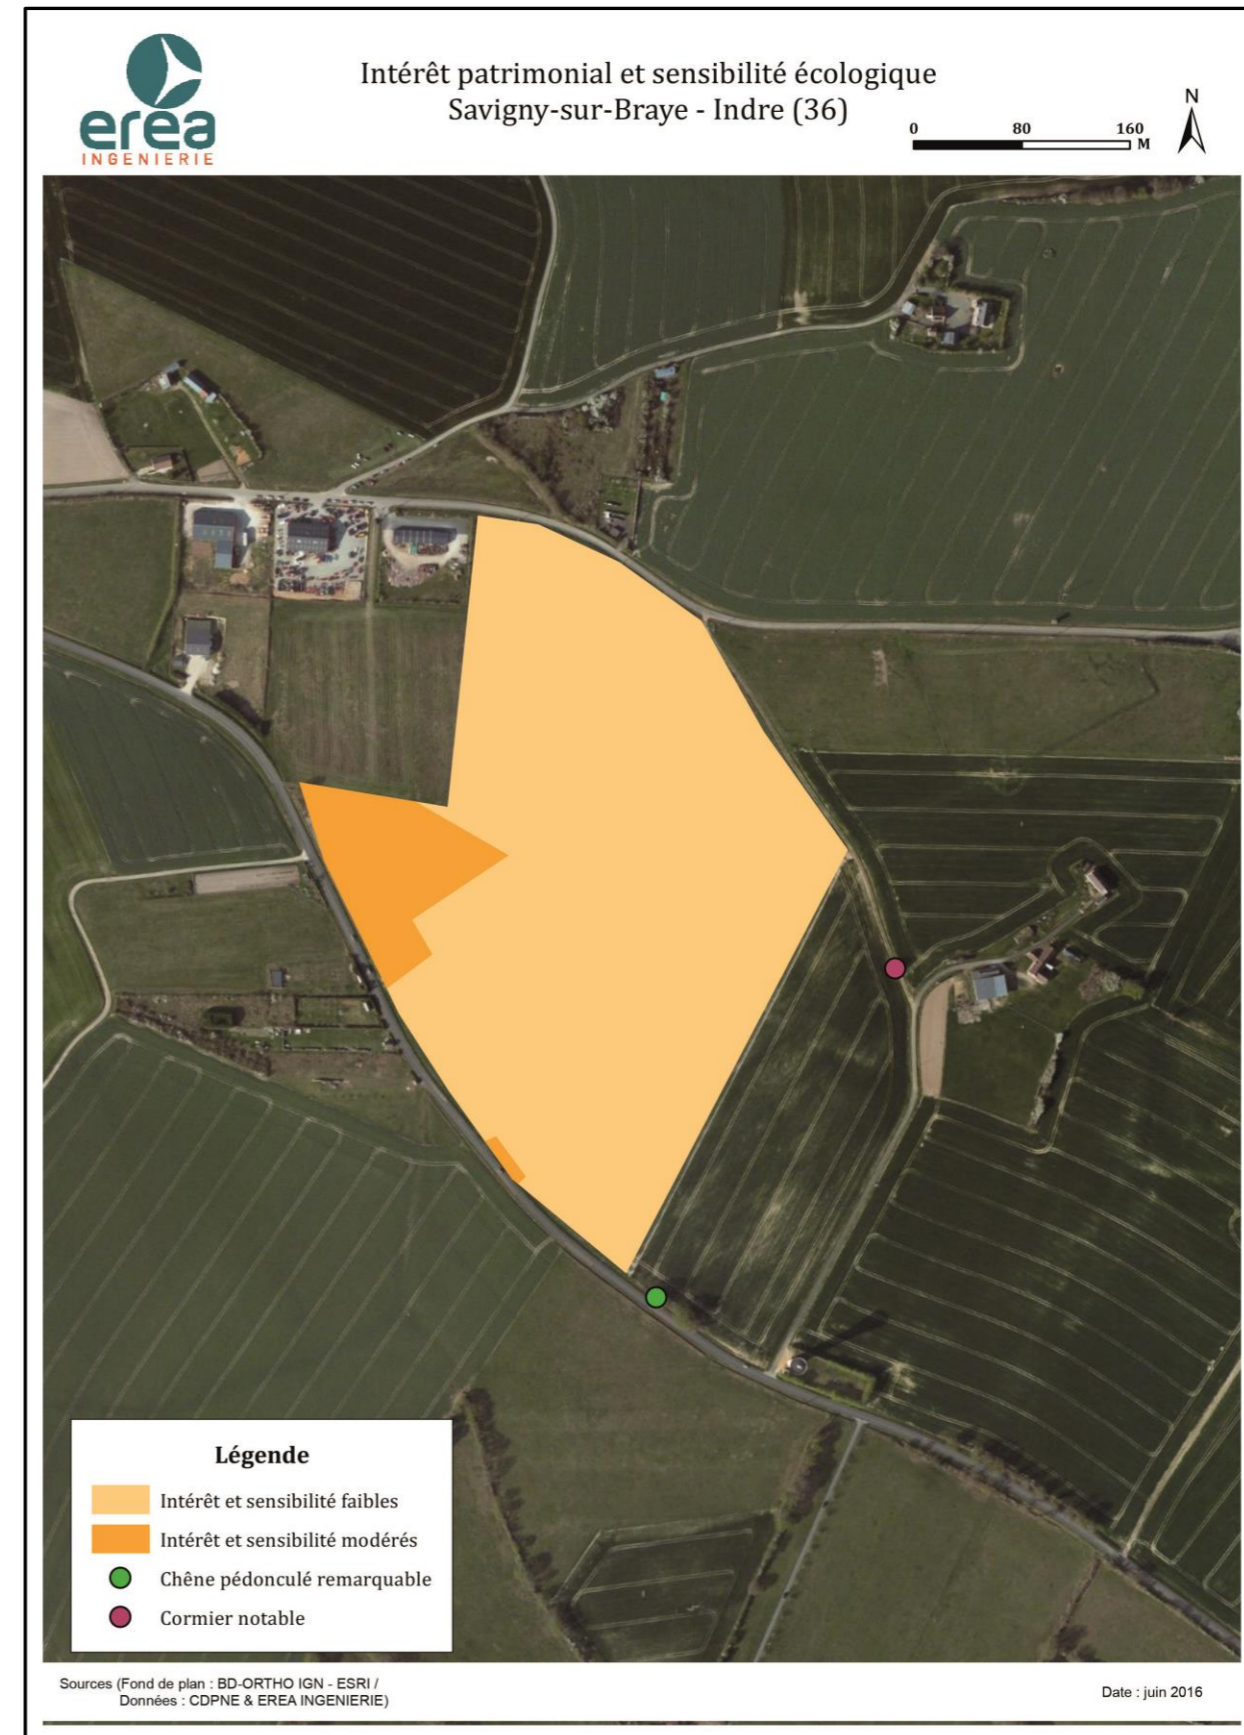 erea
INGENIERIE
Intérêt patrimonial et sensibilité écologique
Savigny-sur-Braye - Indre (36)
0 80 160
M
N
Légende
Intérêt et sensibilité faibles
Intérêt et sensibilité modérés
Chêne pédonculé remarquable
Cormier notable
Sources (Fond de plan : BD-ORTHO IGN - ESRI /
Données : CDPNE & EREA INGENIERIE)
Date : juin 2016